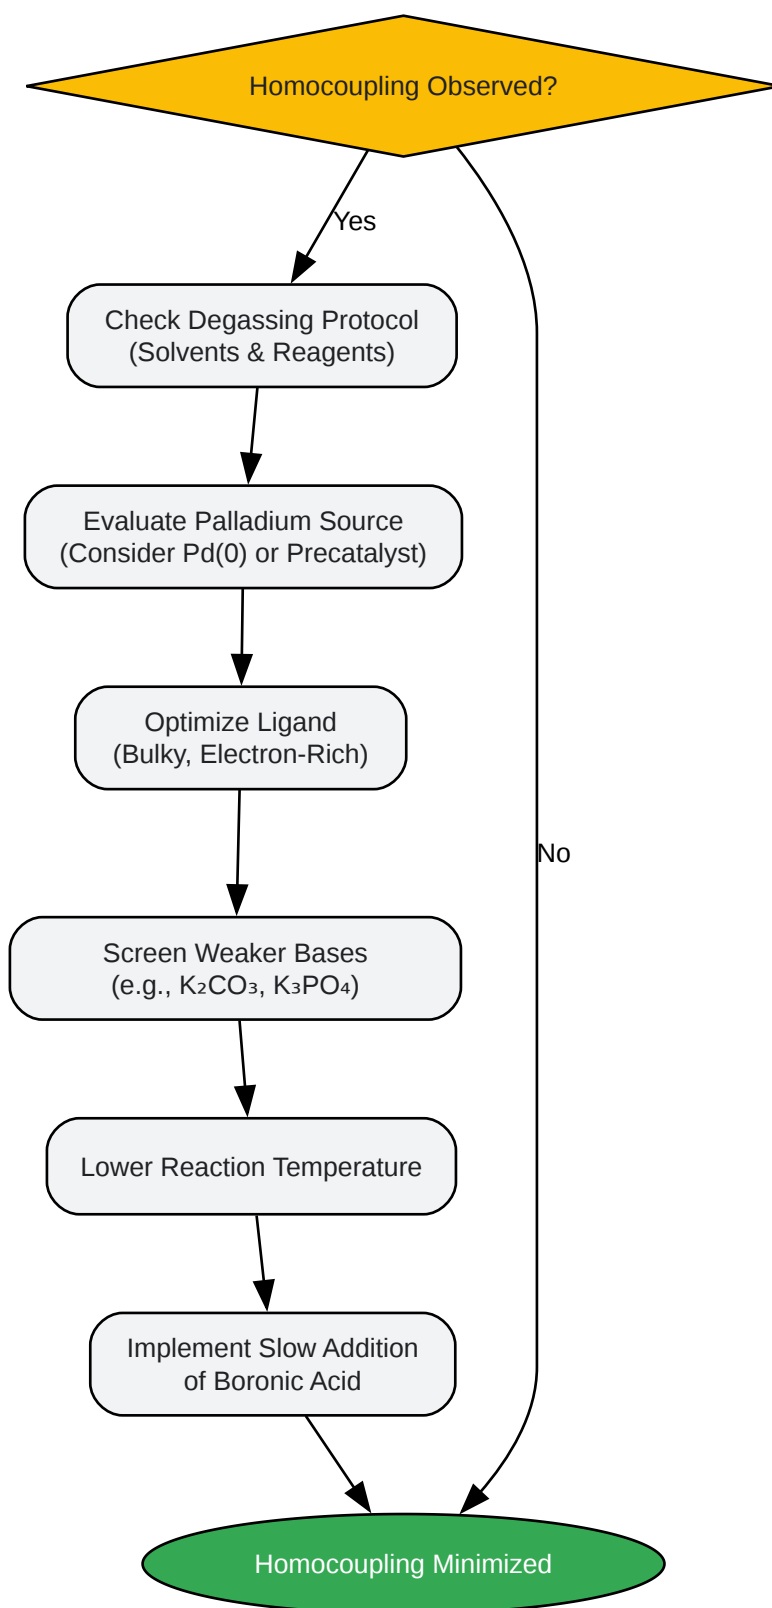 Homocoupling Observed?
Yes
Check Degassing Protocol
(Solvents & Reagents)
Evaluate Palladium Source
(Consider Pd(0) or Precatalyst)
Optimize Ligand
(Bulky, Electron-Rich)
No
Screen Weaker Bases
(e.g., K₂CO₃, K₃PO₄)
Lower Reaction Temperature
Implement Slow Addition
of Boronic Acid
Homocoupling Minimized